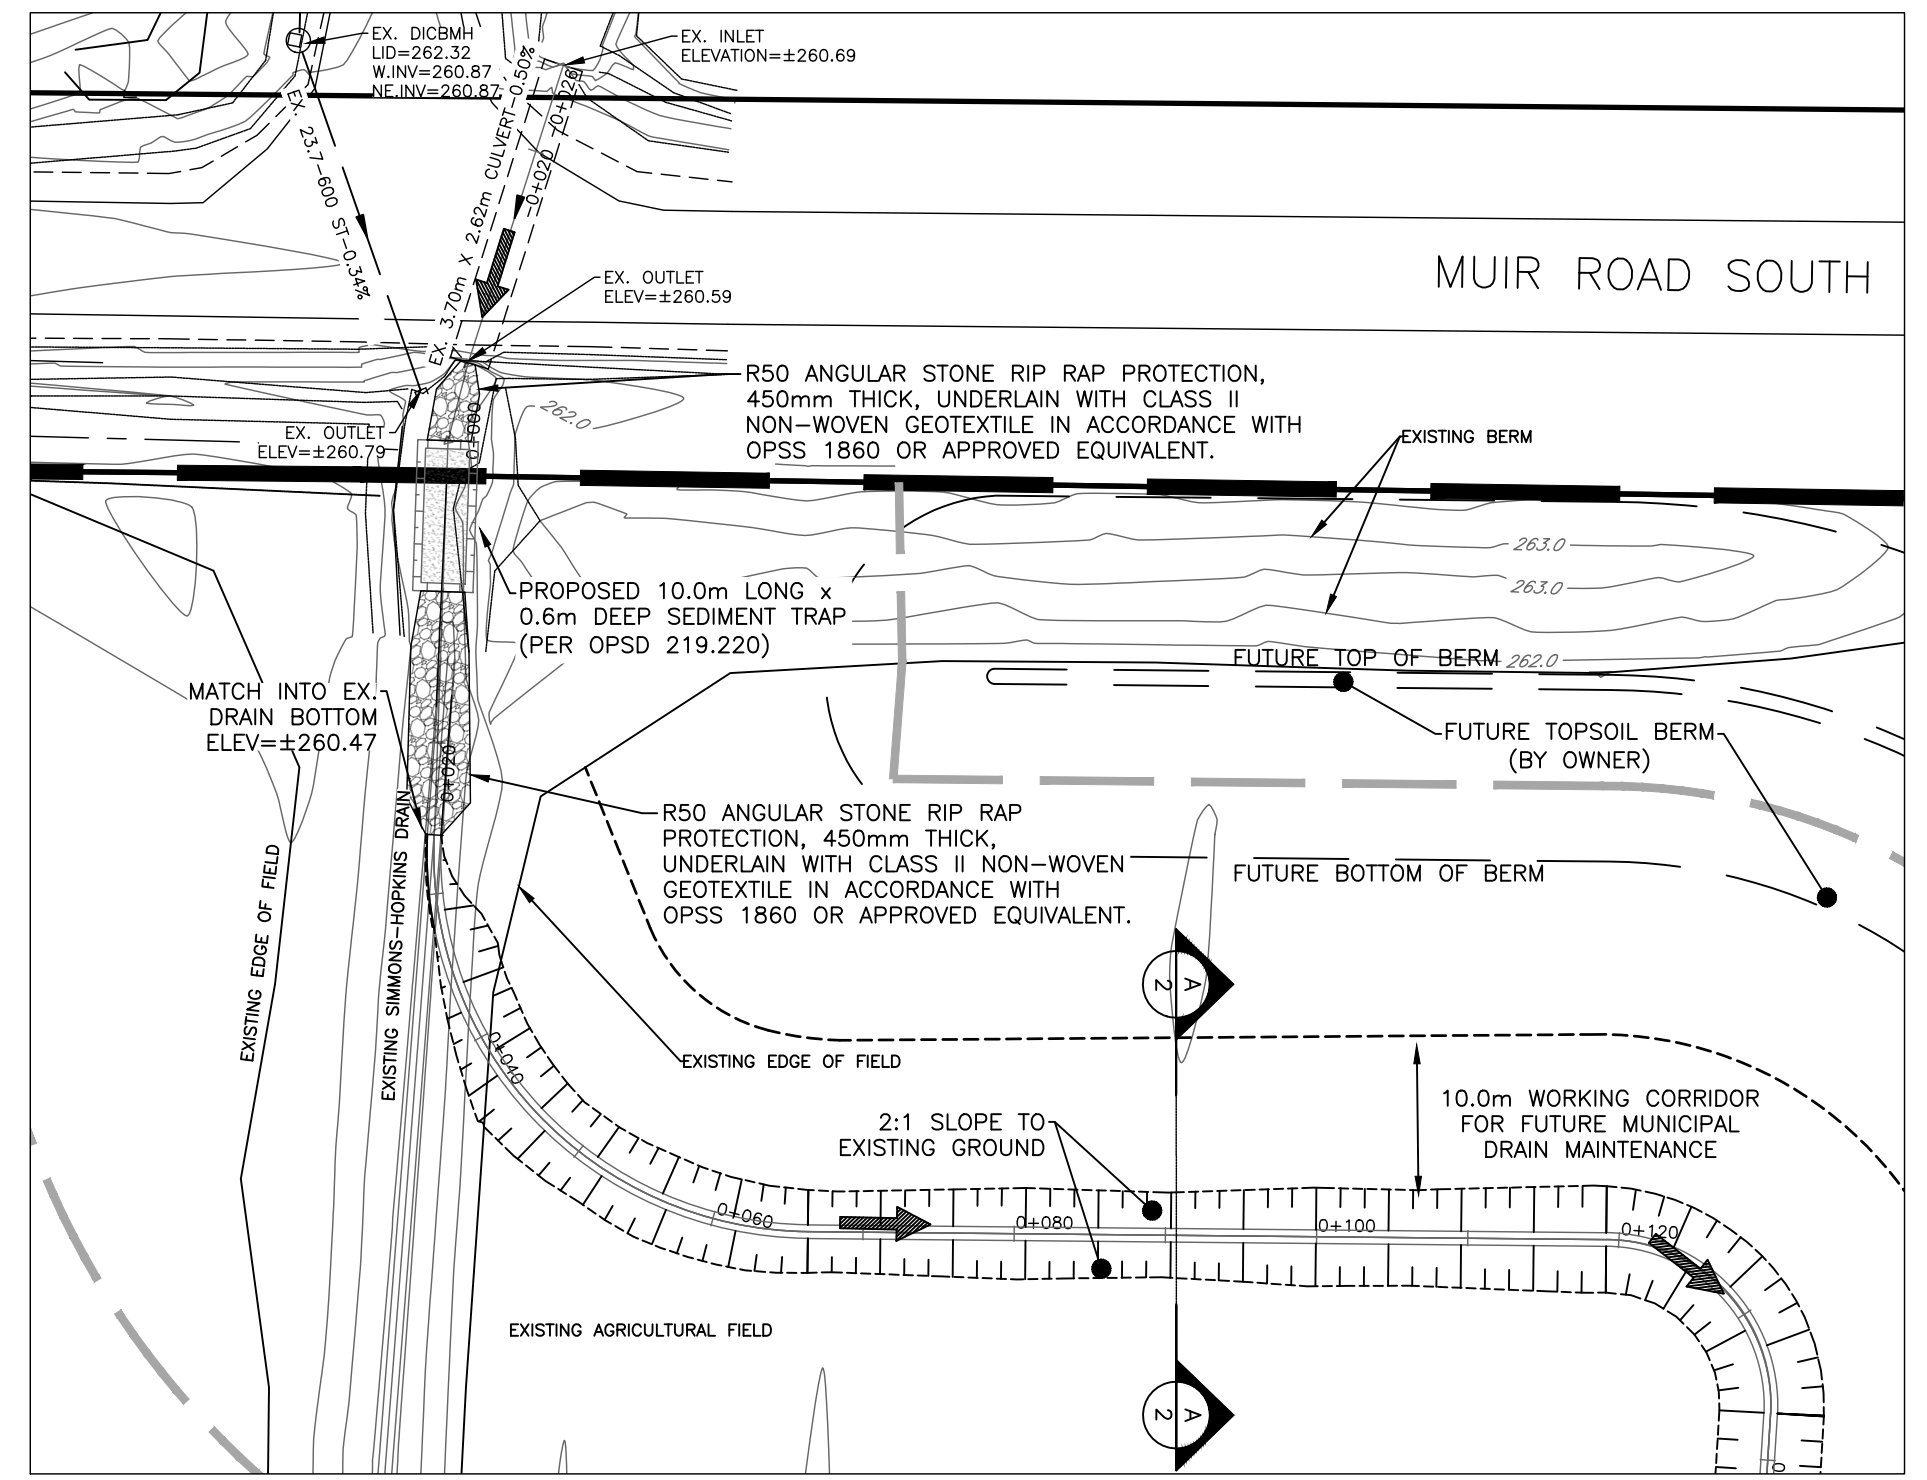 EX. DICBMH
LID=262.32
W.INV=260.87
NE.INV=260.87
EX. INLET
ELEVATION=±260.69
EX. 23.7-600 ST-0.34%
EX. 3.70m X 2.62m CULVERT-0.50%
0+026
0+020
MUIR ROAD SOUTH
EX. OUTLET
ELEV=±260.59
R50 ANGULAR STONE RIP RAP PROTECTION,
450mm THICK, UNDERLAIN WITH CLASS II
NON-WOVEN GEOTEXTILE IN ACCORDANCE WITH
OPSS 1860 OR APPROVED EQUIVALENT.
262.0
0+000
EX. OUTLET
ELEV=±260.79
EXISTING BERM
263.0
263.0
PROPOSED 10.0m LONG x
0.6m DEEP SEDIMENT TRAP
(PER OPSD 219.220)
FUTURE TOP OF BERM
262.0
MATCH INTO EX.
DRAIN BOTTOM
ELEV=±260.47
0+020
FUTURE TOPSOIL BERM
(BY OWNER)
R50 ANGULAR STONE RIP RAP
PROTECTION, 450mm THICK,
UNDERLAIN WITH CLASS II NON-WOVEN
GEOTEXTILE IN ACCORDANCE WITH
OPSS 1860 OR APPROVED EQUIVALENT.
FUTURE BOTTOM OF BERM
EXISTING EDGE OF FIELD
EXISTING SIMMONS-HOPKINS DRAIN
A
2
0+040
EXISTING EDGE OF FIELD
2:1 SLOPE TO
EXISTING GROUND
10.0m WORKING CORRIDOR
FOR FUTURE MUNICIPAL
DRAIN MAINTENANCE
0+060
0+080
0+100
0+120
EXISTING AGRICULTURAL FIELD
A
2